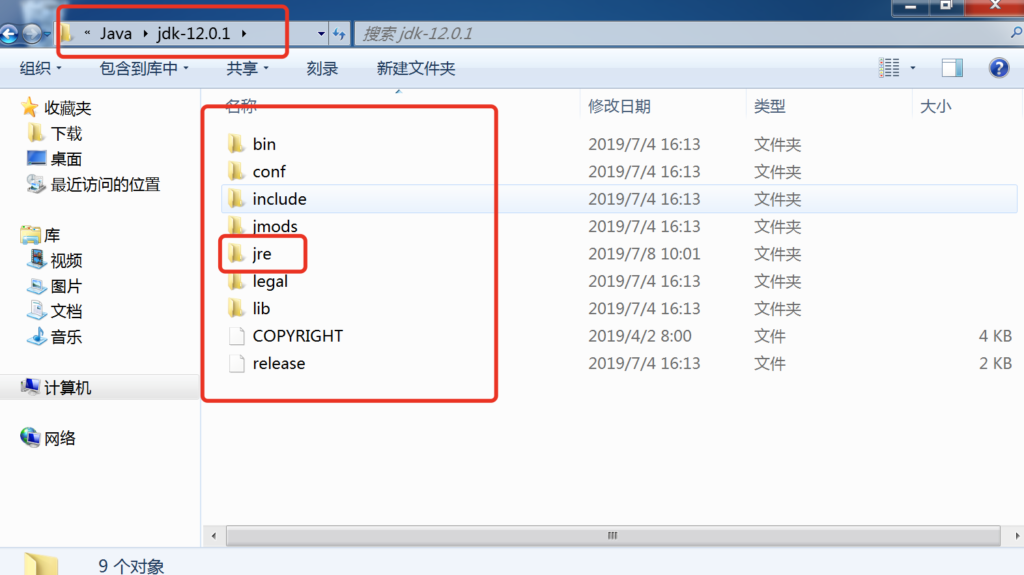 « Java jdk-12.0.1 搜索 jdk-12.0.1
组织 包含到库中 共享 刻录 新建文件夹
名称 修改日期 类型 大小
收藏夹
下载
桌面
最近访问的位置
库
视频
图片
文档
音乐
计算机
网络
bin 2019/7/4 16:13 文件夹
conf 2019/7/4 16:13 文件夹
include 2019/7/4 16:13 文件夹
jmods 2019/7/4 16:13 文件夹
jre 2019/7/8 10:01 文件夹
legal 2019/7/4 16:13 文件夹
lib 2019/7/4 16:13 文件夹
COPYRIGHT 2019/4/2 8:00 文件 4 KB
release 2019/7/4 16:13 文件 2 KB
9 个对象